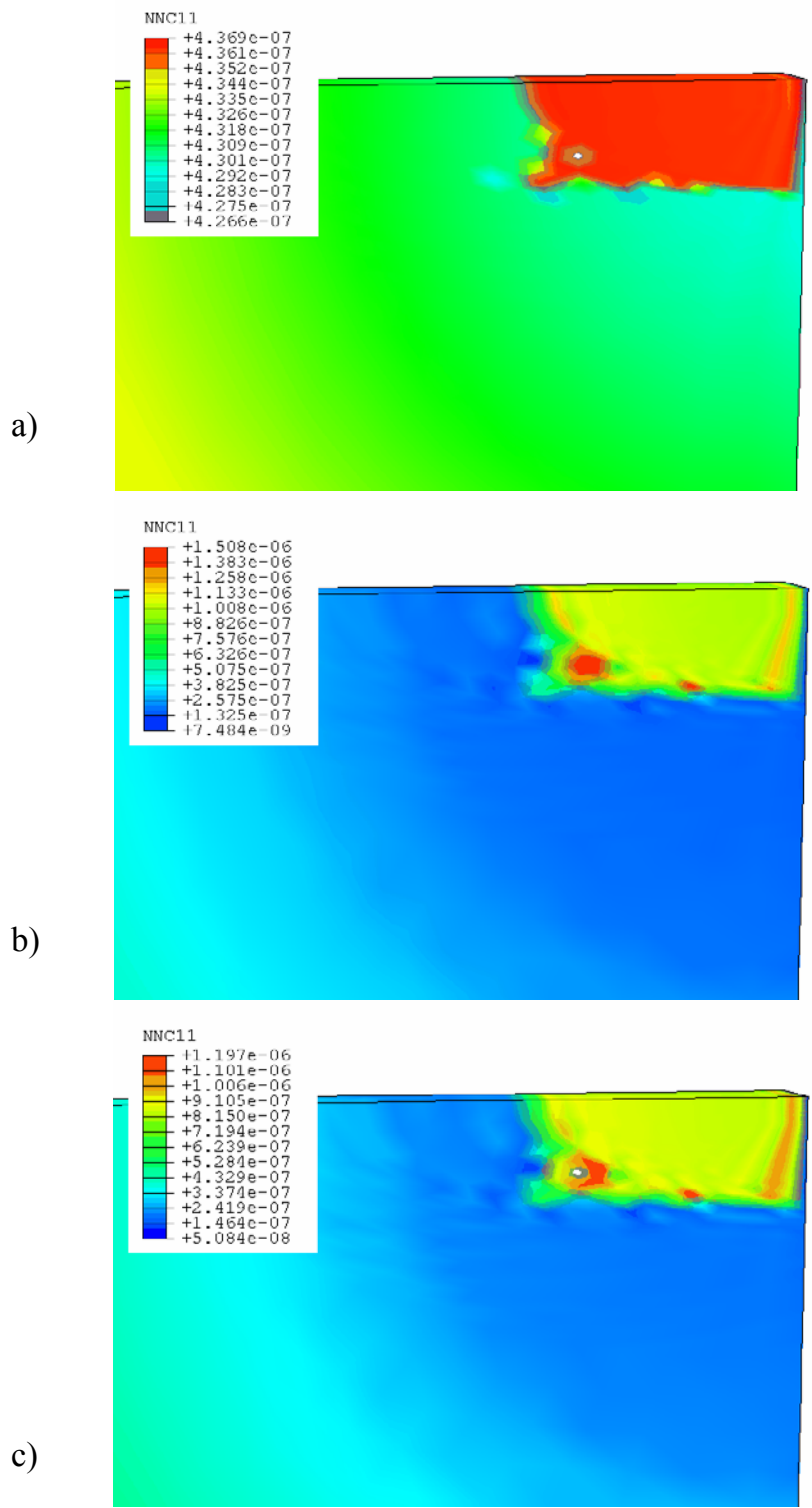 NNC11
+4.369e-07
+4.361e-07
+4.352e-07
+4.344e-07
+4.335e-07
+4.326e-07
+4.318e-07
+4.309e-07
+4.301e-07
+4.292e-07
+4.283e-07
+4.275e-07
+4.266e-07
a)
NNC11
+1.508e-06
+1.383e-06
+1.258e-06
+1.133e-06
+1.008e-06
+8.826e-07
+7.576e-07
+6.326e-07
+5.075e-07
+3.825e-07
+2.575e-07
+1.325e-07
+7.484e-09
b)
NNC11
+1.197e-06
+1.101e-06
+1.006e-06
+9.105e-07
+8.150e-07
+7.194e-07
+6.239e-07
+5.284e-07
+4.329e-07
+3.374e-07
+2.419e-07
+1.464e-07
+5.084e-08
c)